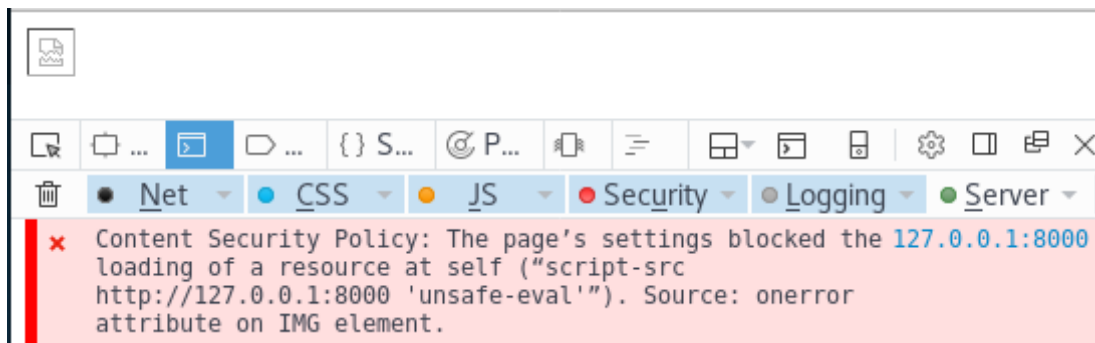 ... ... {} S... P...
Net CSS JS Security Logging Server
Content Security Policy: The page’s settings blocked the 127.0.0.1:8000
loading of a resource at self (“script-src
http://127.0.0.1:8000 'unsafe-eval'”). Source: onerror
attribute on IMG element.